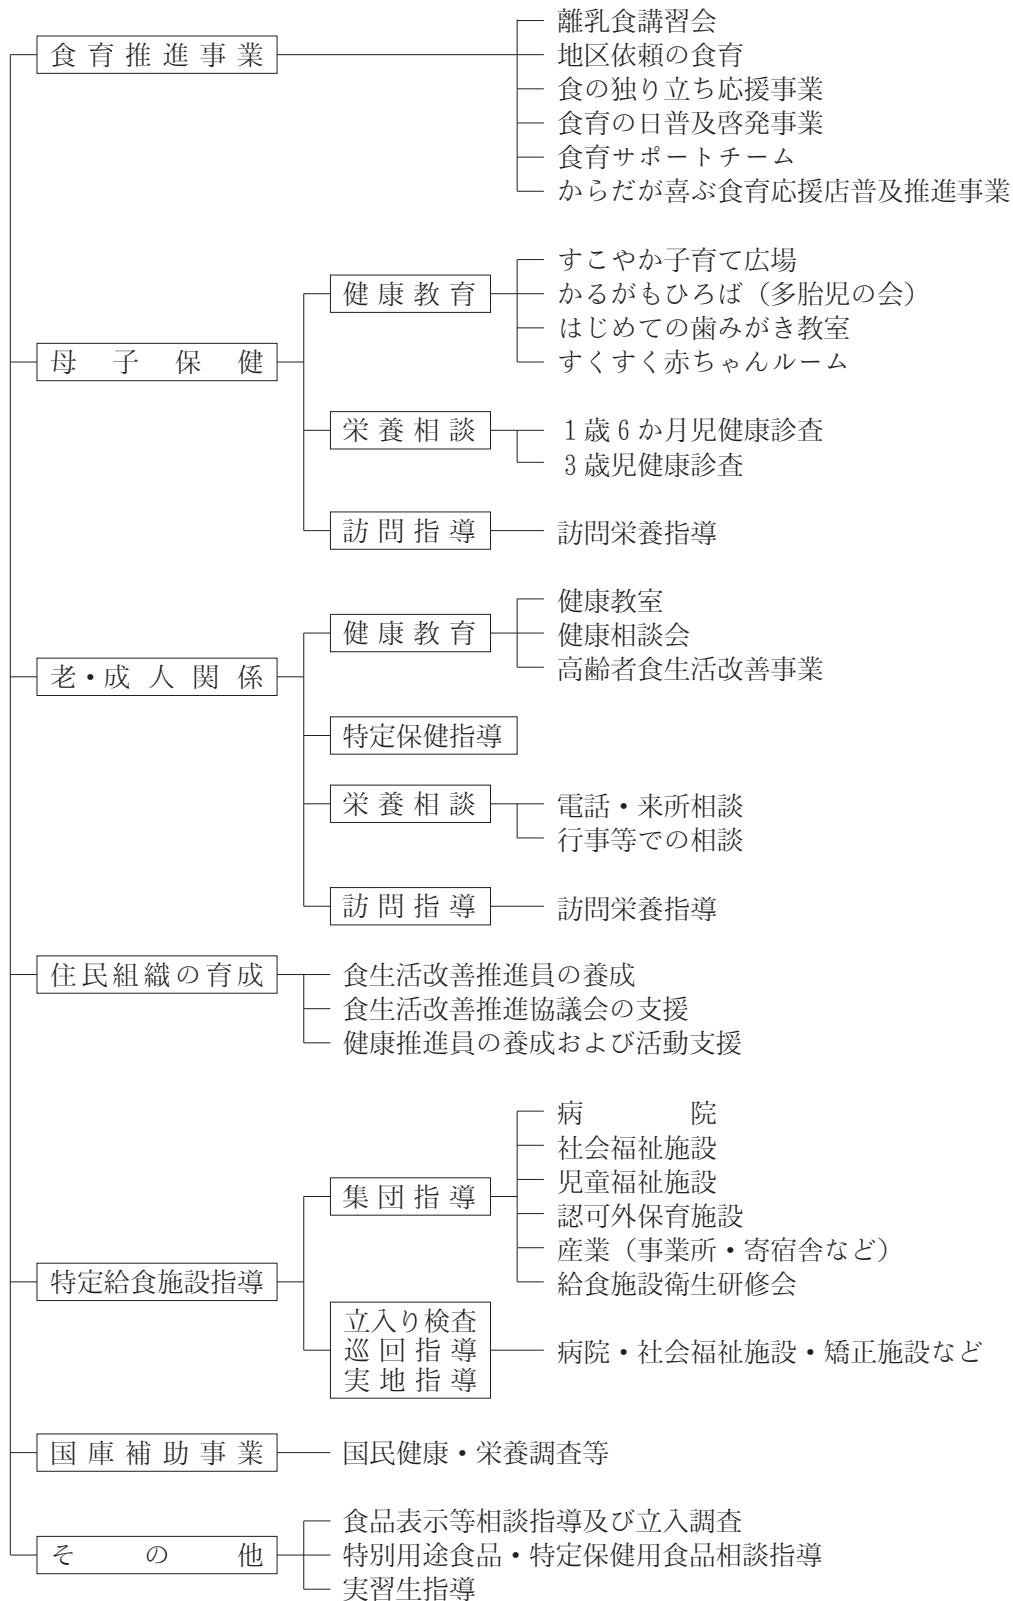 離乳食講習会
食育推進事業
地区依頼の食育
食の独り立ち応援事業
食育の日普及啓発事業
食育サポートチーム
からだが喜ぶ食育応援店普及推進事業
すこやか子育て広場
健康教育
かるがもひろば（多胎児の会）
はじめての歯みがき教室
母子保健
すくすく赤ちゃんルーム
栄養相談
1歳6か月児健康診査
3歳児健康診査
訪問指導
訪問栄養指導
健康教室
健康教育
健康相談会
高齢者食生活改善事業
老・成人関係
特定保健指導
栄養相談
電話・来所相談
行事等での相談
訪問指導
訪問栄養指導
住民組織の育成
食生活改善推進員の養成
食生活改善推進協議会の支援
健康推進員の養成および活動支援
病院
社会福祉施設
児童福祉施設
集団指導
認可外保育施設
産業（事業所・寄宿舎など）
給食施設衛生研修会
特定給食施設指導
立入り検査
巡回指導
実地指導
病院・社会福祉施設・矯正施設など
国庫補助事業
国民健康・栄養調査等
食品表示等相談指導及び立入調査
その他
特別用途食品・特定保健用食品相談指導
実習生指導